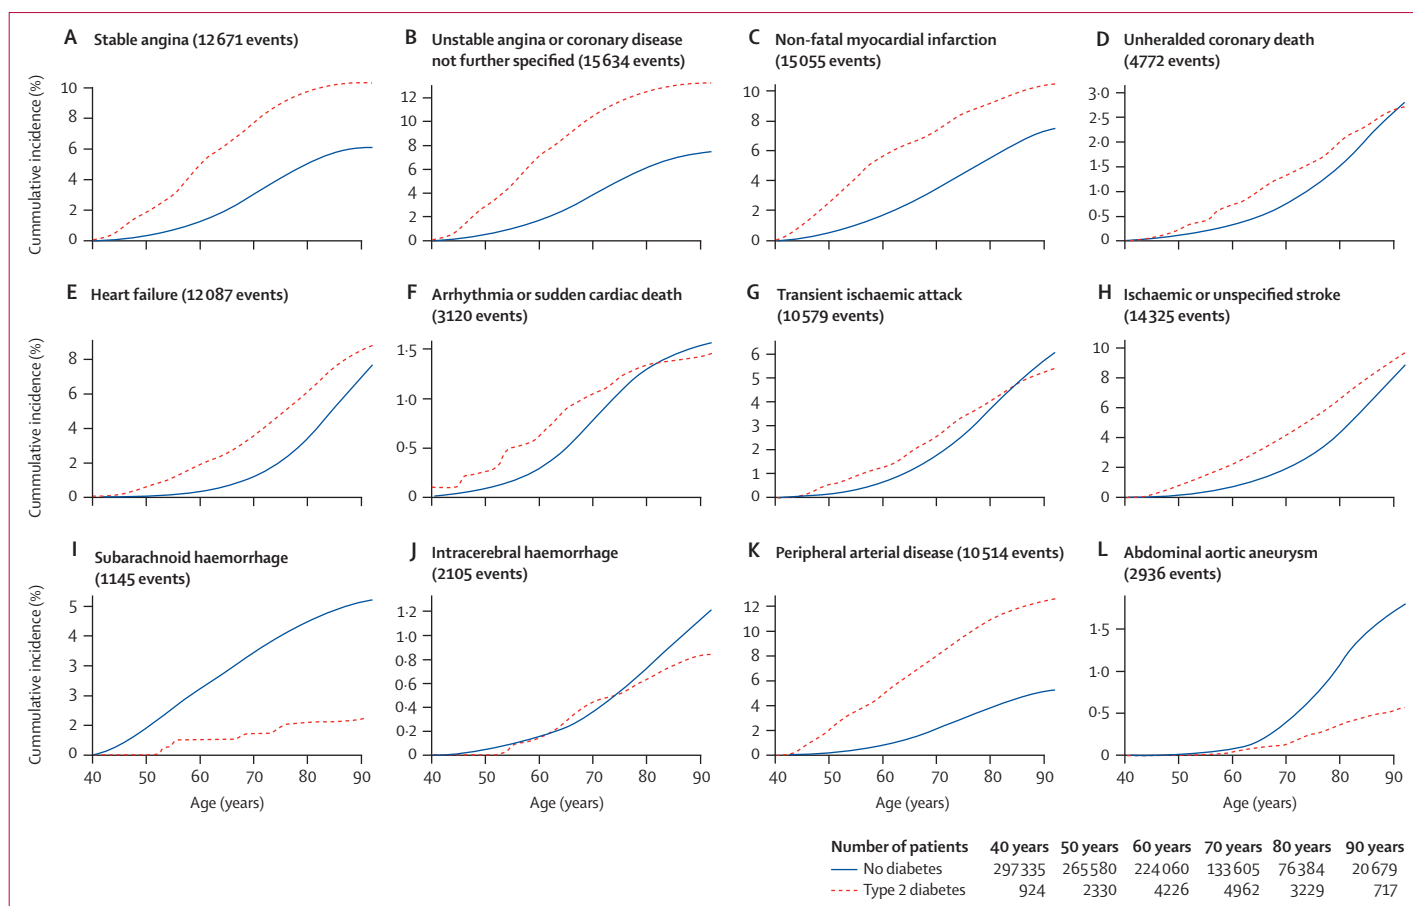 A Stable angina (12 671 events)
Cummulative incidence (%)
10
8
6
4
2
0
B Unstable angina or coronary disease
not further specified (15 634 events)
12
10
8
6
4
2
0
C Non-fatal myocardial infarction
(15 055 events)
10
8
6
4
2
0
D Unheralded coronary death
(4772 events)
3·0
2·5
2·0
1·5
1·0
0·5
0
E Heart failure (12 087 events)
Cummulative incidence (%)
8
6
4
2
0
F Arrhythmia or sudden cardiac death
(3120 events)
1·5
1·0
0·5
0
G Transient ischaemic attack
(10 579 events)
6
5
4
3
2
1
0
H Ischaemic or unspecified stroke
(14 325 events)
10
8
6
4
2
0
I Subarachnoid haemorrhage
(1145 events)
Cummulative incidence (%)
5
4
3
3
2
0
40 50 60 70 80 90
Age (years)
J Intracerebral haemorrhage
(2105 events)
1·2
1·0
0·8
0·6
0·4
0·2
0
40 50 60 70 80 90
Age (years)
K Peripheral arterial disease (10 514 events)
12
10
8
6
4
2
0
40 50 60 70 80 90
Age (years)
L Abdominal aortic aneurysm
(2936 events)
1·5
1·0
0·5
0
40 50 60 70 80 90
Age (years)
Number of patients 40 years 50 years 60 years 70 years 80 years 90 years
No diabetes 297 335 265 580 224 060 133 605 76 384 20 679
Type 2 diabetes 924 2330 4226 4962 3229 717